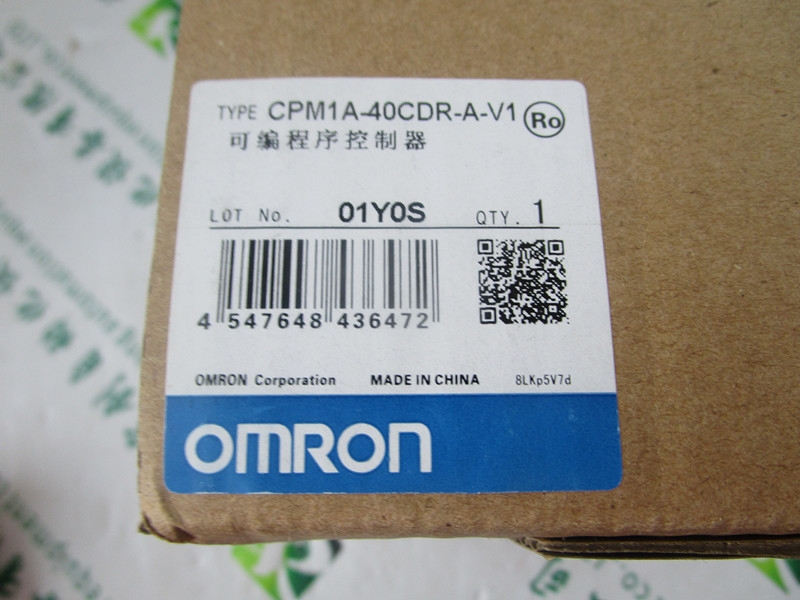 TYPE CPM1A-40CDR-A-V1 Ro
可编程序控制器
LOT No. 01Y0S QTY. 1
4 547648 436472
OMRON Corporation MADE IN CHINA 8LKp5V7d
OMRON